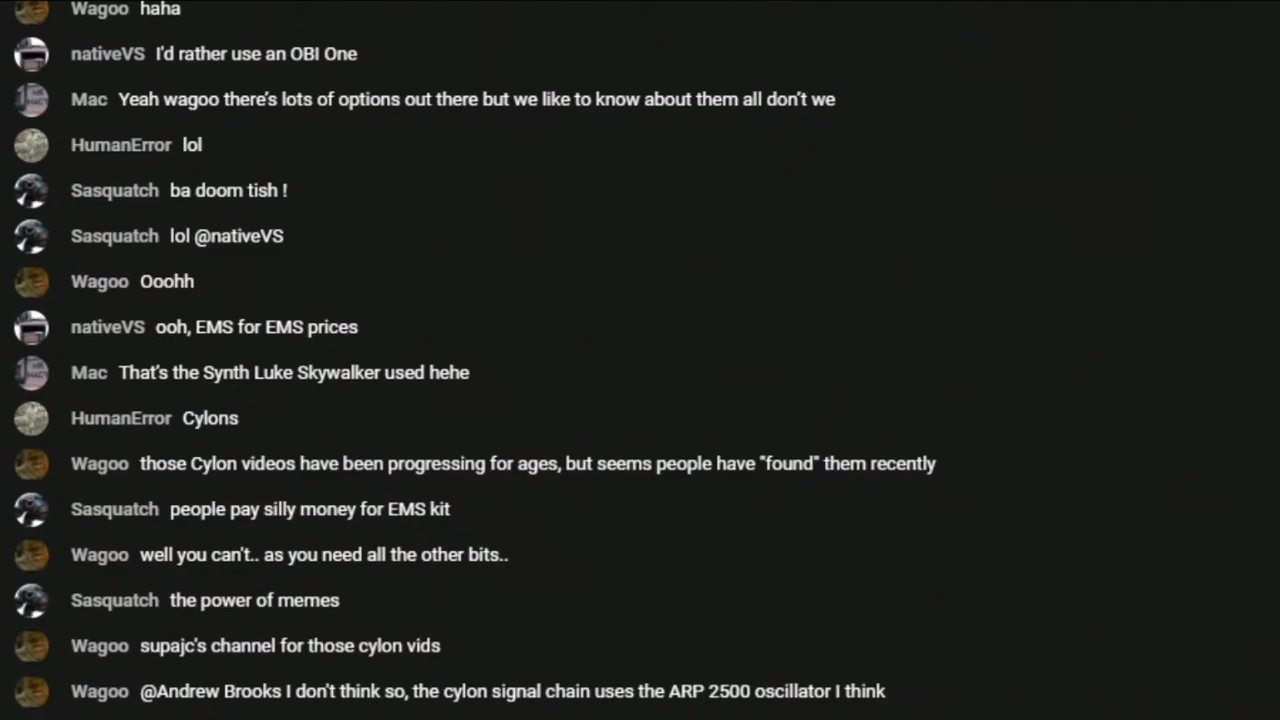 Wagoo haha
nativeVS I'd rather use an OBI One
Mac Yeah wagoo there's lots of options out there but we like to know about them all don't we
HumanError lol
Sasquatch ba doom tish !
Sasquatch lol @nativeVS
Wagoo Ooohh
nativeVS ooh, EMS for EMS prices
Mac That's the Synth Luke Skywalker used hehe
HumanError Cylons
Wagoo those Cylon videos have been progressing for ages, but seems people have "found" them recently
Sasquatch people pay silly money for EMS kit
Wagoo well you can't.. as you need all the other bits..
Sasquatch the power of memes
Wagoo supajc's channel for those cylon vids
Wagoo @Andrew Brooks I don't think so, the cylon signal chain uses the ARP 2500 oscillator I think